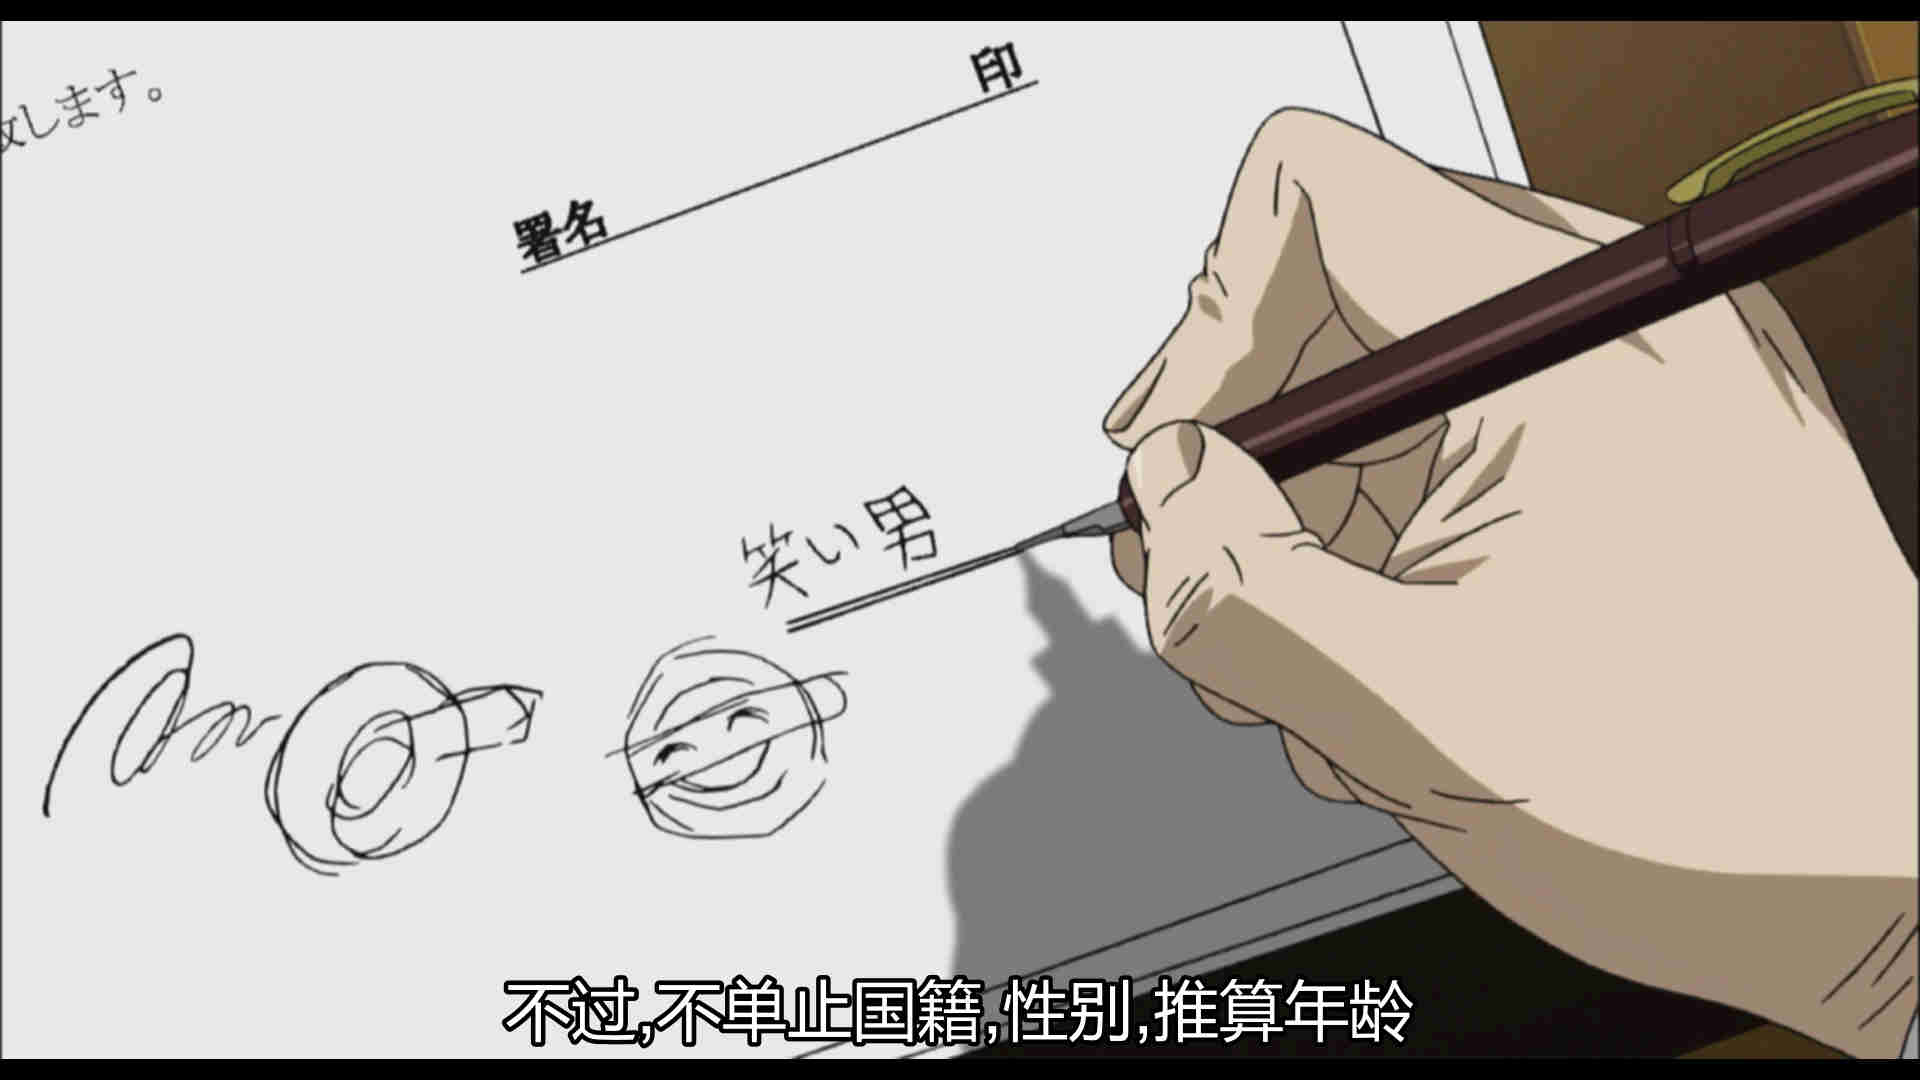 します。
印
署名
笑い男
不过,不单止国籍,性别,推算年龄